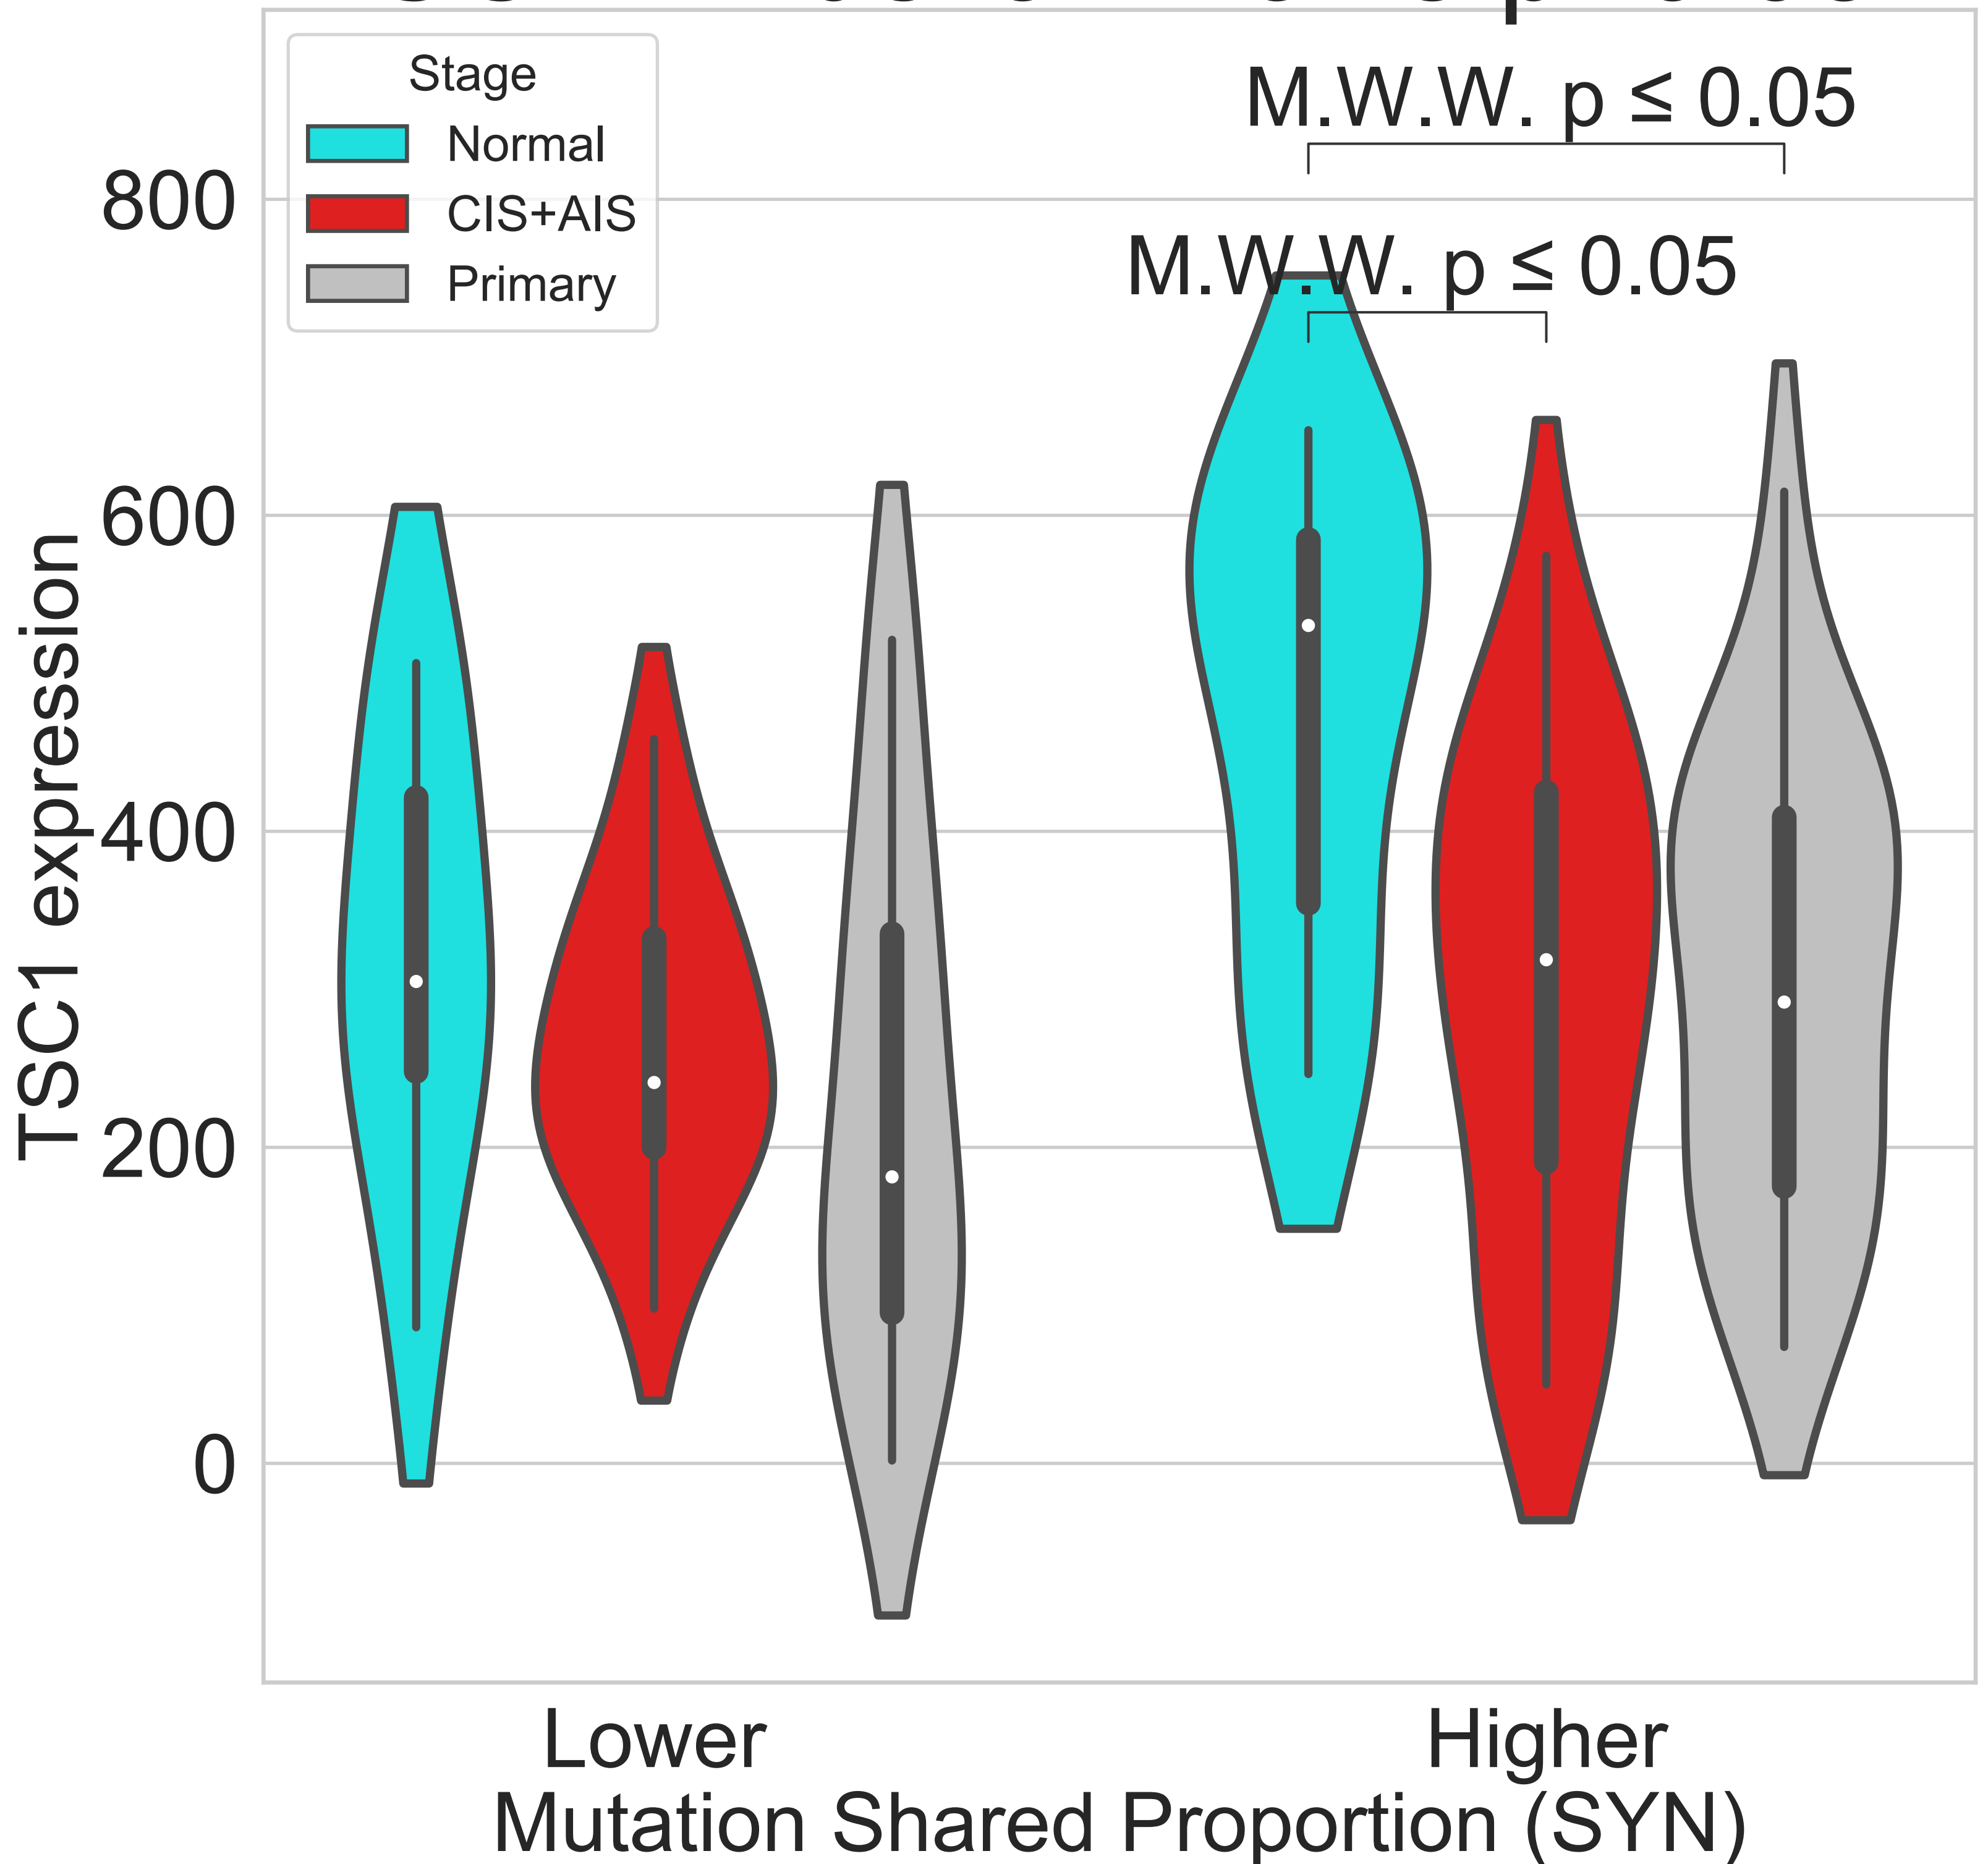 Stage
Normal
CIS+AIS
Primary
M.W.W. p ≤ 0.05
M.W.W. p ≤ 0.05
800
600
400
200
0
TSC1 expression
Lower
Higher
Mutation Shared Proportion (SYN)